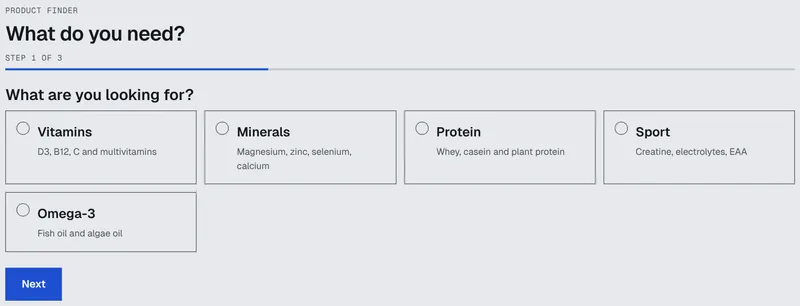 PRODUCT FINDER
What do you need?
STEP 1 OF 3
What are you looking for?
Vitamins
D3, B12, C and multivitamins
Minerals
Magnesium, zinc, selenium,
calcium
Protein
Whey, casein and plant protein
Sport
Creatine, electrolytes, EAA
Omega-3
Fish oil and algae oil
Next